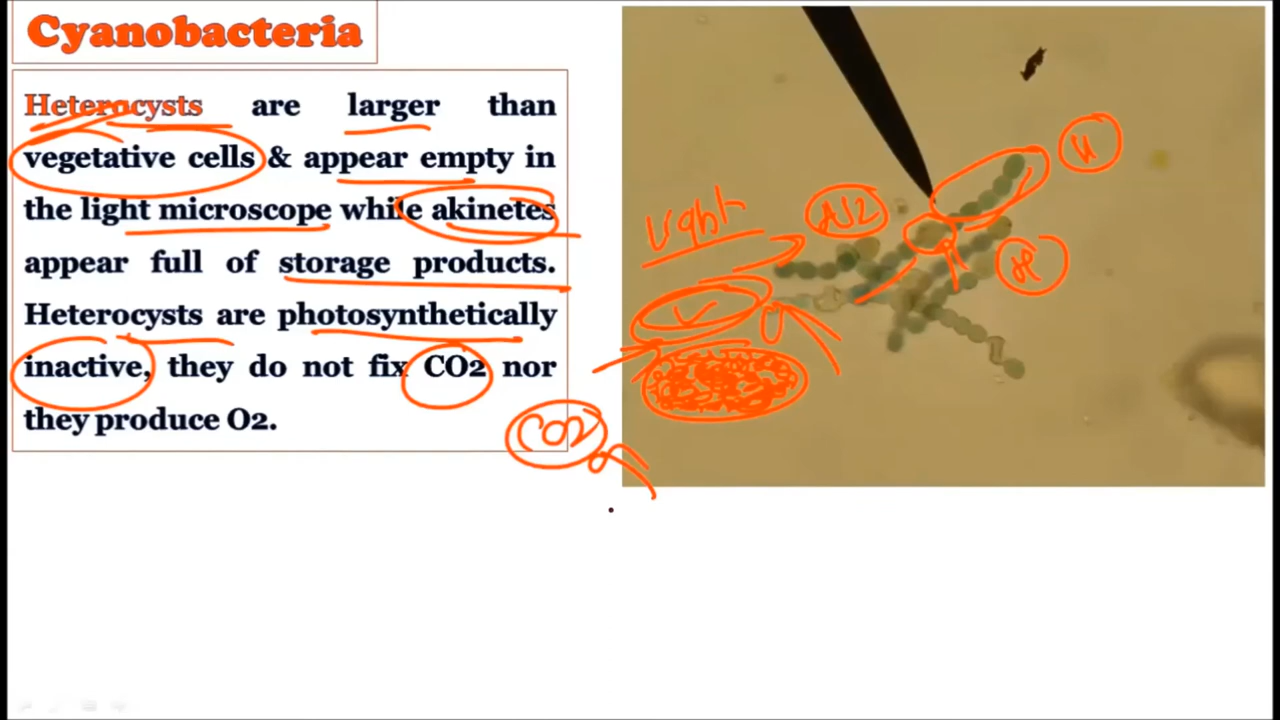 Cyanobacteria
Heterocysts are larger than
vegetative cells & appear empty in
the light microscope while akinetes
appear full of storage products.
Heterocysts are photosynthetically
inactive, they do not fix CO2 nor
they produce O2.
CO2